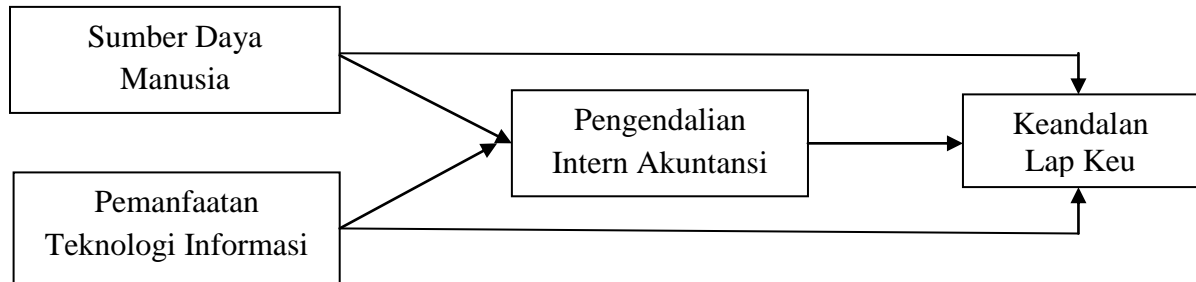 Sumber Daya
Manusia
Pengendalian
Intern Akuntansi
Keandalan
Lap Keu
Pemanfaatan
Teknologi Informasi